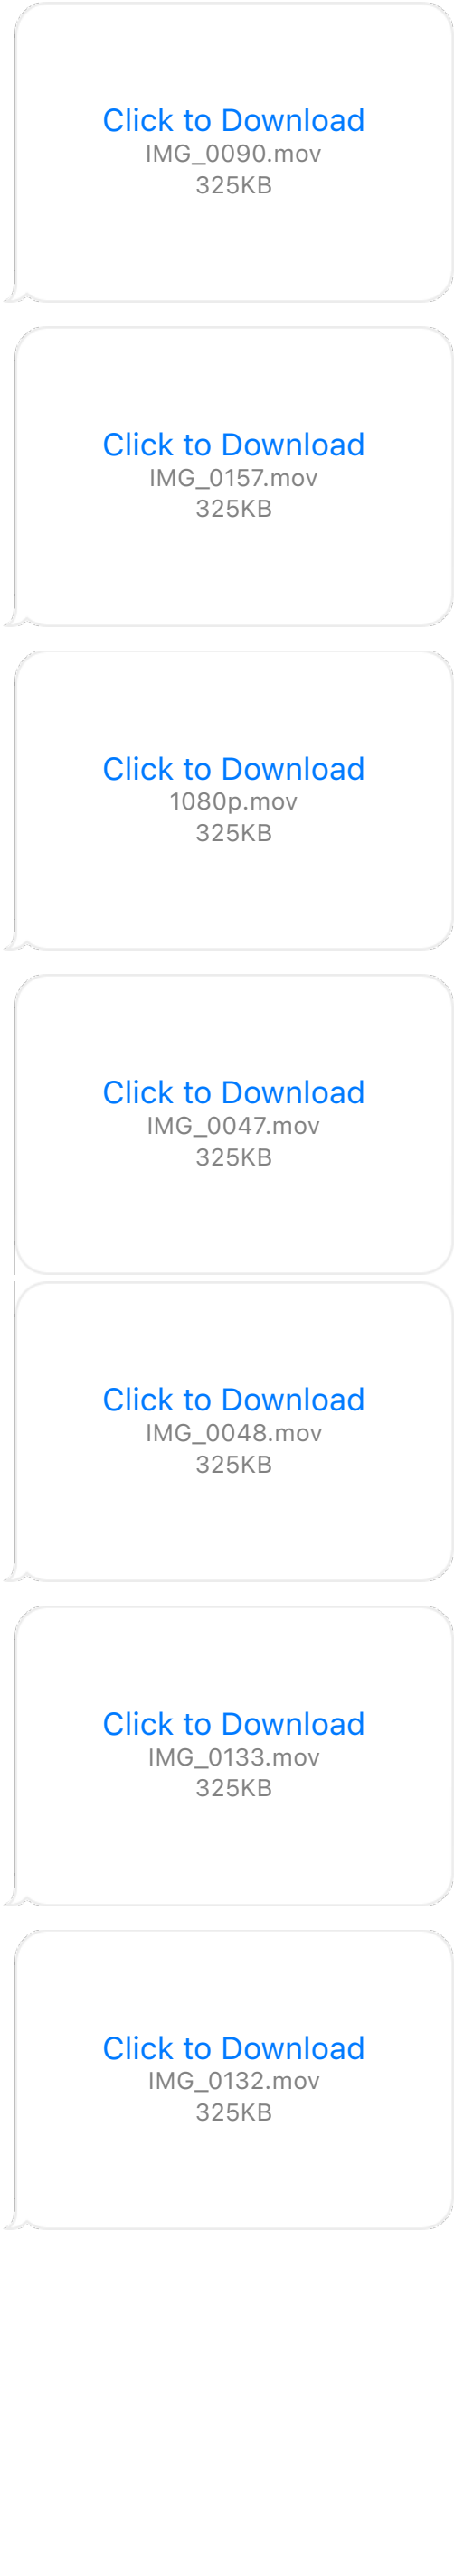 Click to Download
IMG_0090.mov
325KB
Click to Download
IMG_0157.mov
325KB
Click to Download
1080p.mov
325KB
Click to Download
IMG_0047.mov
325KB
Click to Download
IMG_0048.mov
325KB
Click to Download
IMG_0133.mov
325KB
Click to Download
IMG_0132.mov
325KB